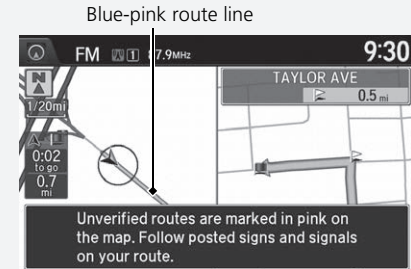 Blue-pink route line
FM 1 7.9MHz 9:30
N
1/20mi
TAYLOR AVE
0.5 mi
0:02
to go
0.7
mi
Unverified routes are marked in pink on
the map. Follow posted signs and signals
on your route.